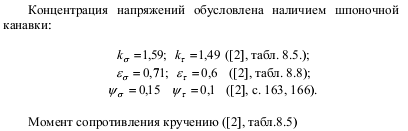 Концентрация напряжений обусловлена наличием шпоночной
канавки:
k_σ = 1,59; k_τ = 1,49 ([2], табл. 8.5.);
ε_σ = 0,71; ε_τ = 0,6 ([2], табл. 8.8);
ψ_σ = 0,15 ψ_τ = 0,1 ([2], с. 163, 166).
Момент сопротивления кручению ([2], табл.8.5)